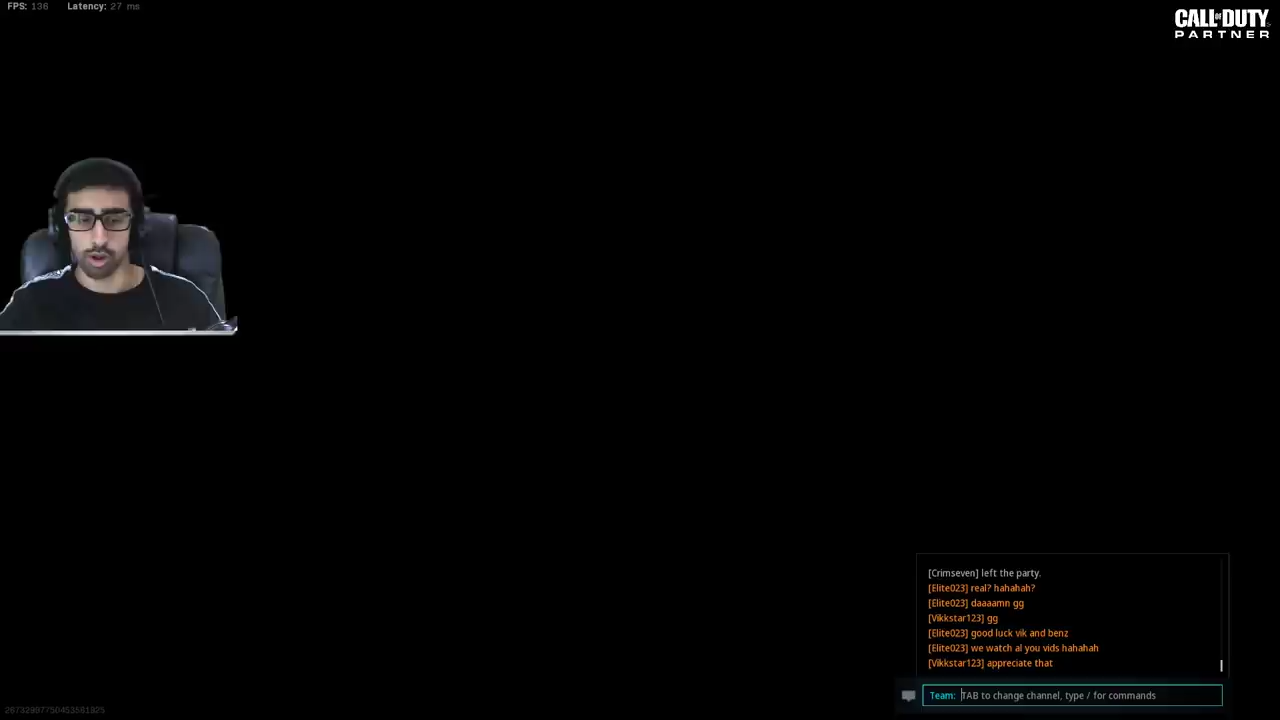 FPS: 136 Latency: 27 ms
CALL OF DUTY
PARTNER
[Crimseven] left the party.
[Elite023] real? hahahah?
[Elite023] daaaamn gg
[Vikkstar123] gg
[Elite023] good luck vik and benz
[Elite023] we watch al you vids hahahah
[Vikkstar123] appreciate that
Team: TAB to change channel, type / for commands